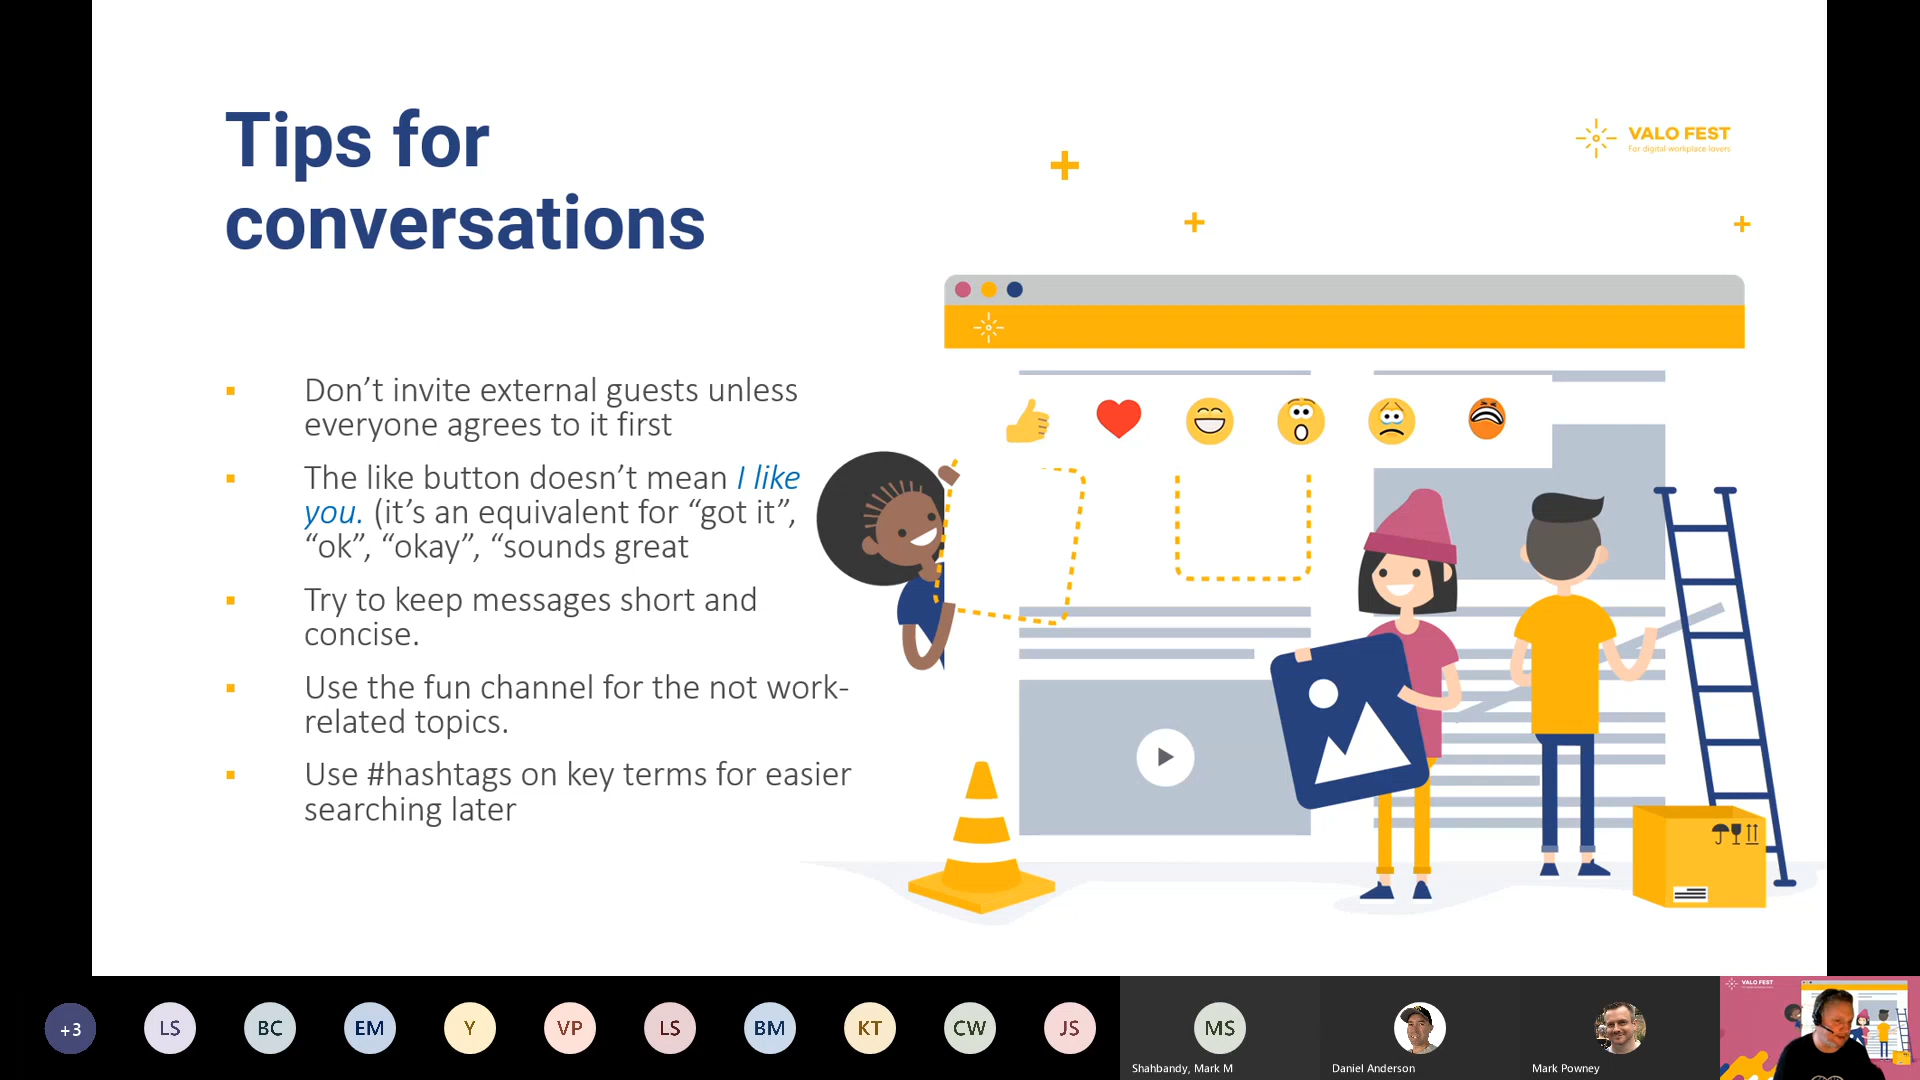 Tips for
conversations
VALO FEST
For digital workplace lovers
Don’t invite external guests unless
everyone agrees to it first
The like button doesn’t mean I like
you. (it’s an equivalent for “got it”,
“ok”, “okay”, “sounds great
Try to keep messages short and
concise.
Use the fun channel for the not work-
related topics.
Use #hashtags on key terms for easier
searching later
+3
LS
BC
EM
Y
VP
LS
BM
KT
CW
JS
MS
Shahbandy, Mark M
Daniel Anderson
Mark Powney
VALO FEST